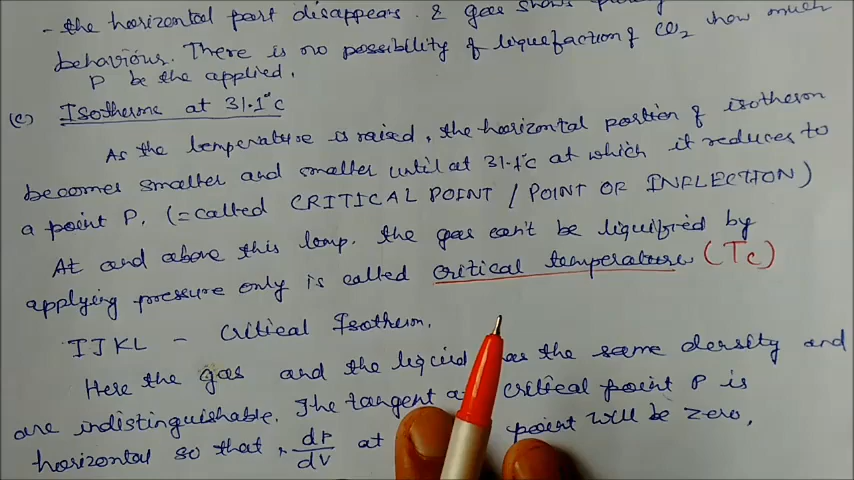 - the horizontal part disappears. & gas shows
behaviour. There is no possibility of liquefaction of CO2 how much
P be the applied.
(c) Isotherme at 31.1°C
As the temperature is raised, the horizontal portion of isotherm
becomes smaller and smaller until at 31.1°C at which it reduces to
a point P. (= called CRITICAL POINT / POINT OF INFLECTION)
At and above this temp. the gas can't be liquified by
applying pressure only is called critical temperature (Tc)
IJKL - Critical Isotherm.
Here the gas and the liquid has the same density and
are indistinguishable. The tangent at critical point P is
horizontal so that, dP/dV at point will be zero,